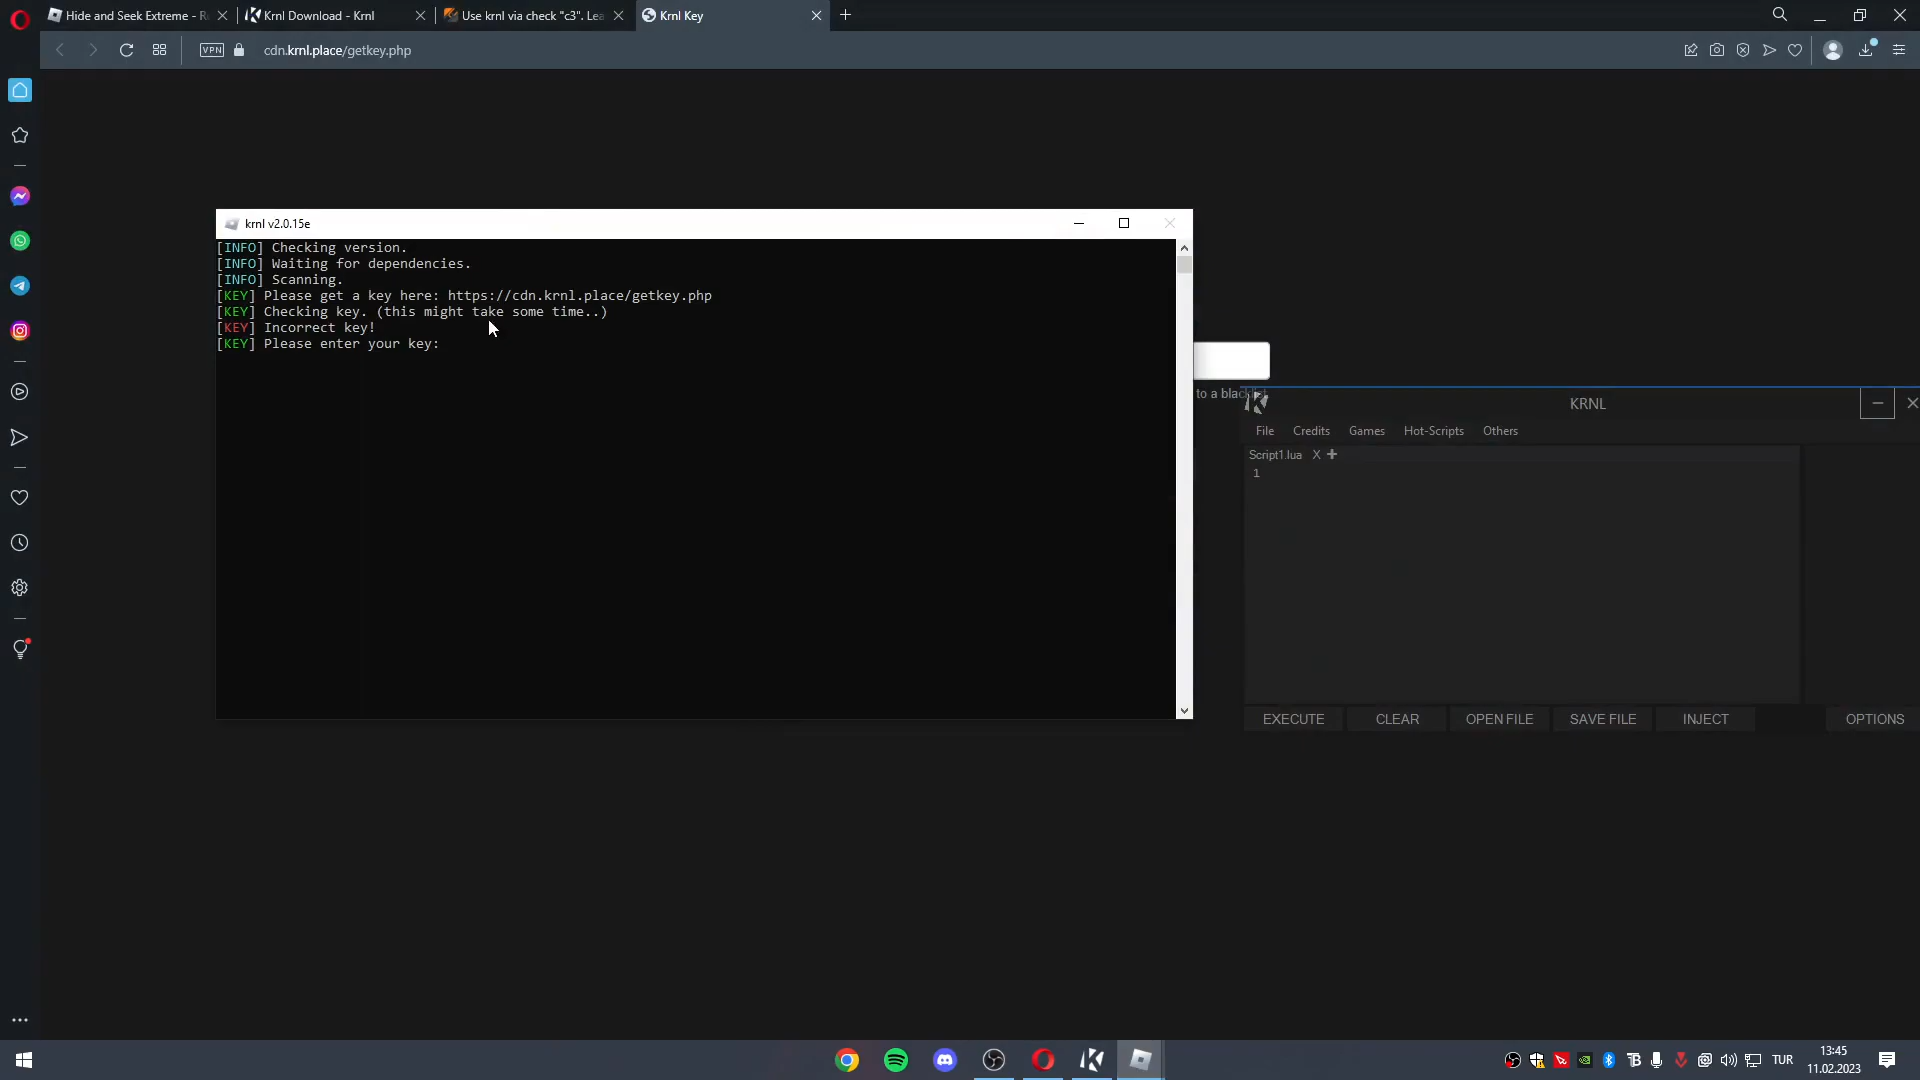 Hide and Seek Extreme - R
Krnl Download - Krnl
Use krnl via check "c3". Lea
Krnl Key
VPN
cdn.krnl.place/getkey.php
krnl v2.0.15e
[INFO] Checking version.
[INFO] Waiting for dependencies.
[INFO] Scanning.
[KEY] Please get a key here: https://cdn.krnl.place/getkey.php
[KEY] Checking key. (this might take some time..)
[KEY] Incorrect key!
[KEY] Please enter your key:
to a blacklist
KRNL
File Credits Games Hot-Scripts Others
Script1.lua X
1
EXECUTE CLEAR OPEN FILE SAVE FILE INJECT OPTIONS
TUR
13:45
11.02.2023